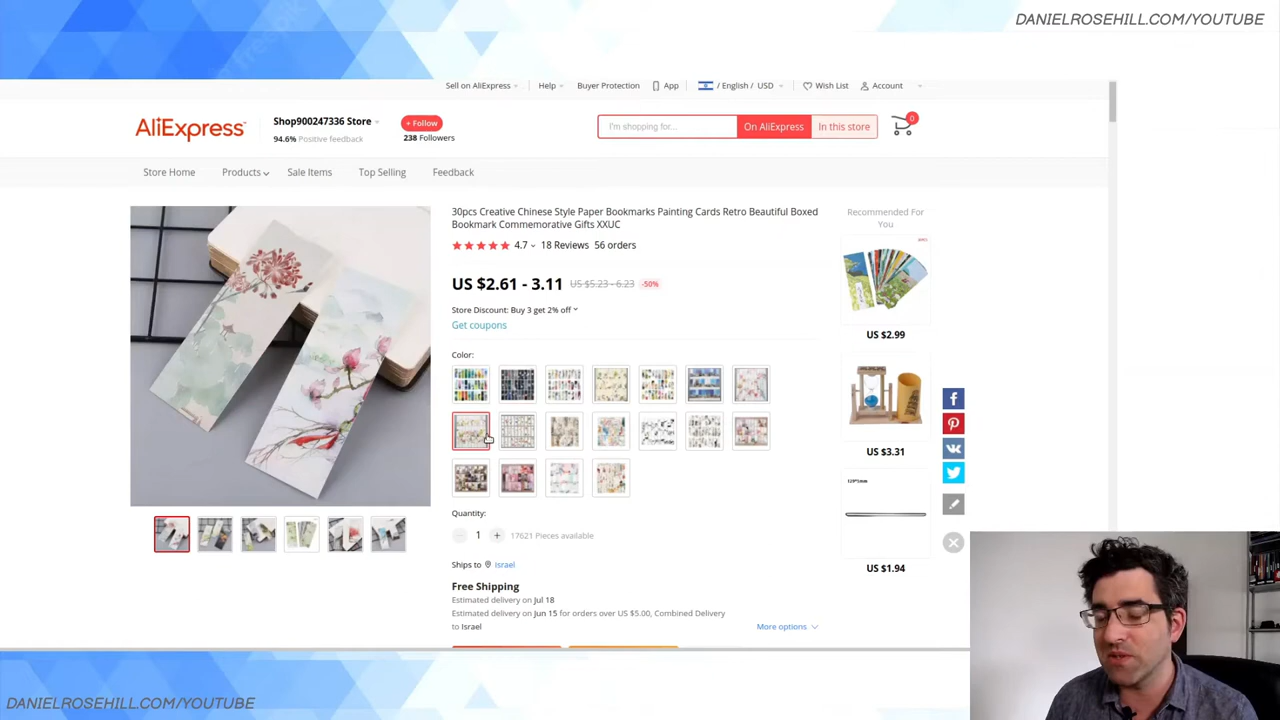 DANIELROSEHILL.COM/YOUTUBE
Sell on AliExpress
Help
Buyer Protection
App
/ English / USD
Wish List
Account
AliExpress
Shop900247336 Store
94.6% Positive feedback
+ Follow
238 Followers
I'm shopping for...
On AliExpress
In this store
0
Store Home
Products
Sale Items
Top Selling
Feedback
30pcs Creative Chinese Style Paper Bookmarks Painting Cards Retro Beautiful Boxed
Bookmark Commemorative Gifts XXUC
4.7
18 Reviews
56 orders
US $2.61 - 3.11
US $5.23 - 6.23
-50%
Store Discount: Buy 3 get 2% off
Get coupons
Color:
Quantity:
1
17621 Pieces available
Ships to
Israel
Free Shipping
Estimated delivery on Jul 18
Estimated delivery on Jun 15 for orders over US $5.00, Combined Delivery
to Israel
More options
Recommended For
You
US $2.99
US $3.31
US $1.94
DANIELROSEHILL.COM/YOUTUBE